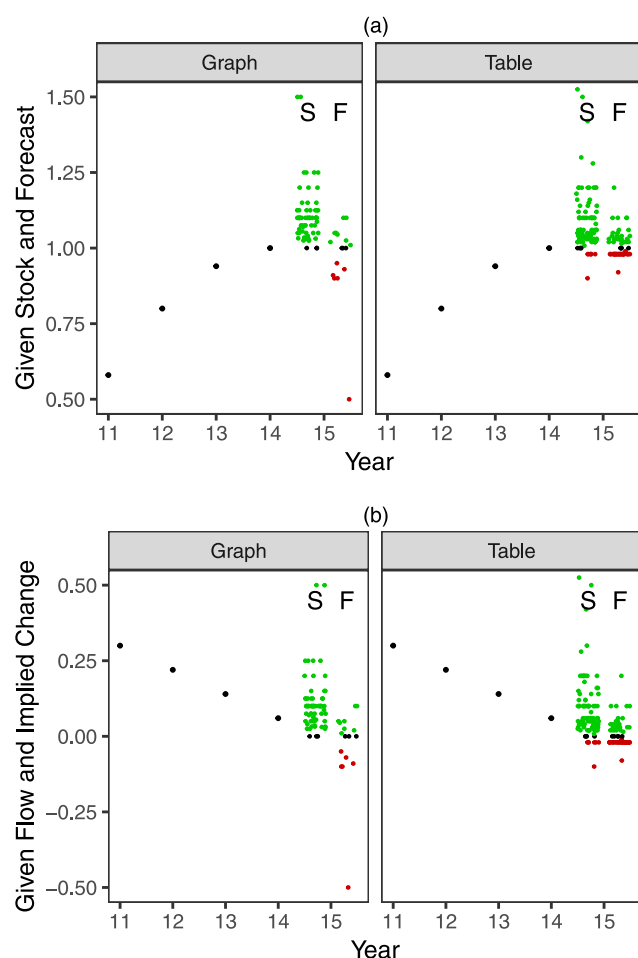 (a)
Graph Table
S F S F
1.50
1.25
1.00
0.75
0.50
Given Stock and Forecast
11 12 13 14 15 11 12 13 14 15
Year
(b)
Graph Table
S F S F
0.50
0.25
0.00
−0.25
−0.50
Given Flow and Implied Change
11 12 13 14 15 11 12 13 14 15
Year